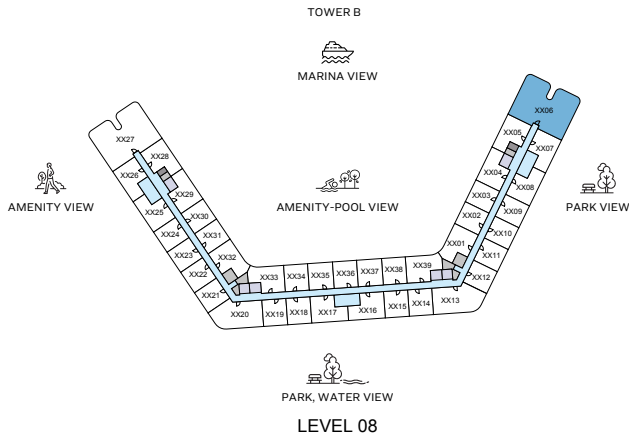 TOWER B
MARINA VIEW
XX06
XX27
XX05
XX28
XX07
XX04
XX26
XX08
XX29
XX03
AMENITY VIEW
AMENITY-POOL VIEW
PARK VIEW
XX25
XX09
XX30
XX02
XX24
XX31
XX10
XX01
XX23
XX32
XX11
XX22
XX33
XX34
XX35
XX36
XX37
XX38
XX39
XX12
XX21
XX20
XX19
XX18
XX17
XX16
XX15
XX14
XX13
PARK, WATER VIEW
LEVEL 08